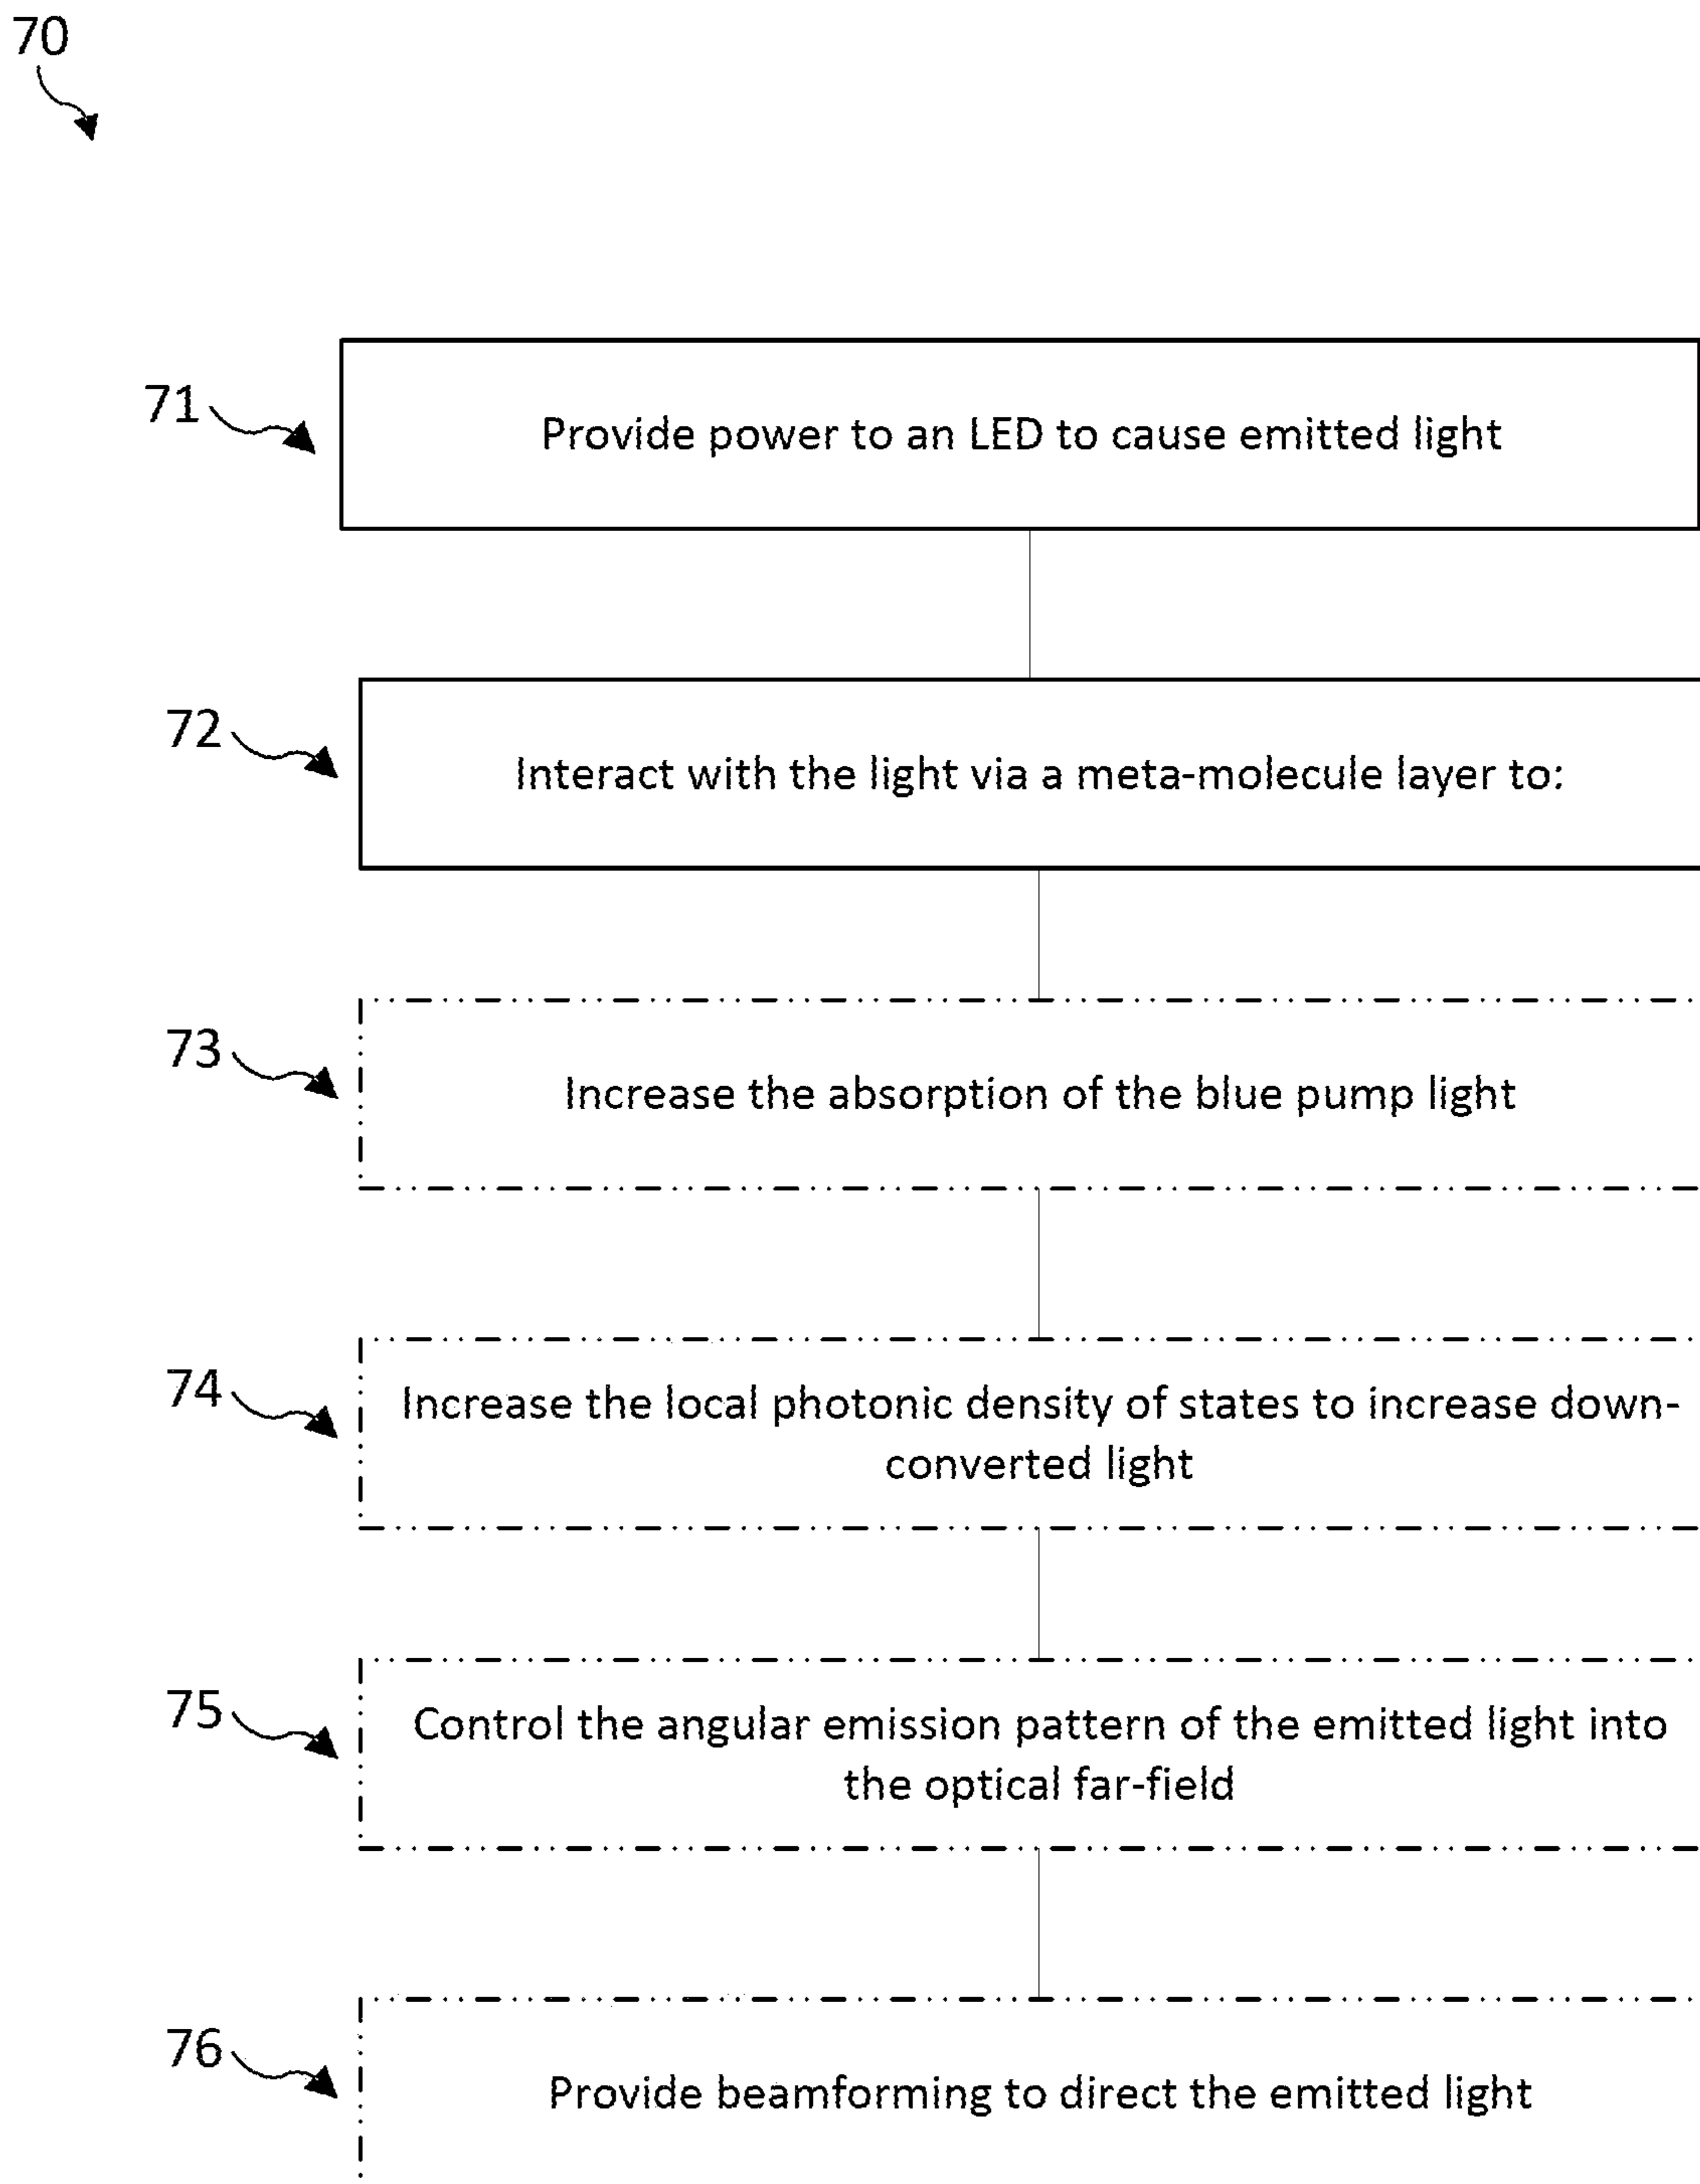 70
71
Provide power to an LED to cause emitted light
72
Interact with the light via a meta-molecule layer to:
73
Increase the absorption of the blue pump light
74
Increase the local photonic density of states to increase down-
converted light
75
Control the angular emission pattern of the emitted light into
the optical far-field
76
Provide beamforming to direct the emitted light